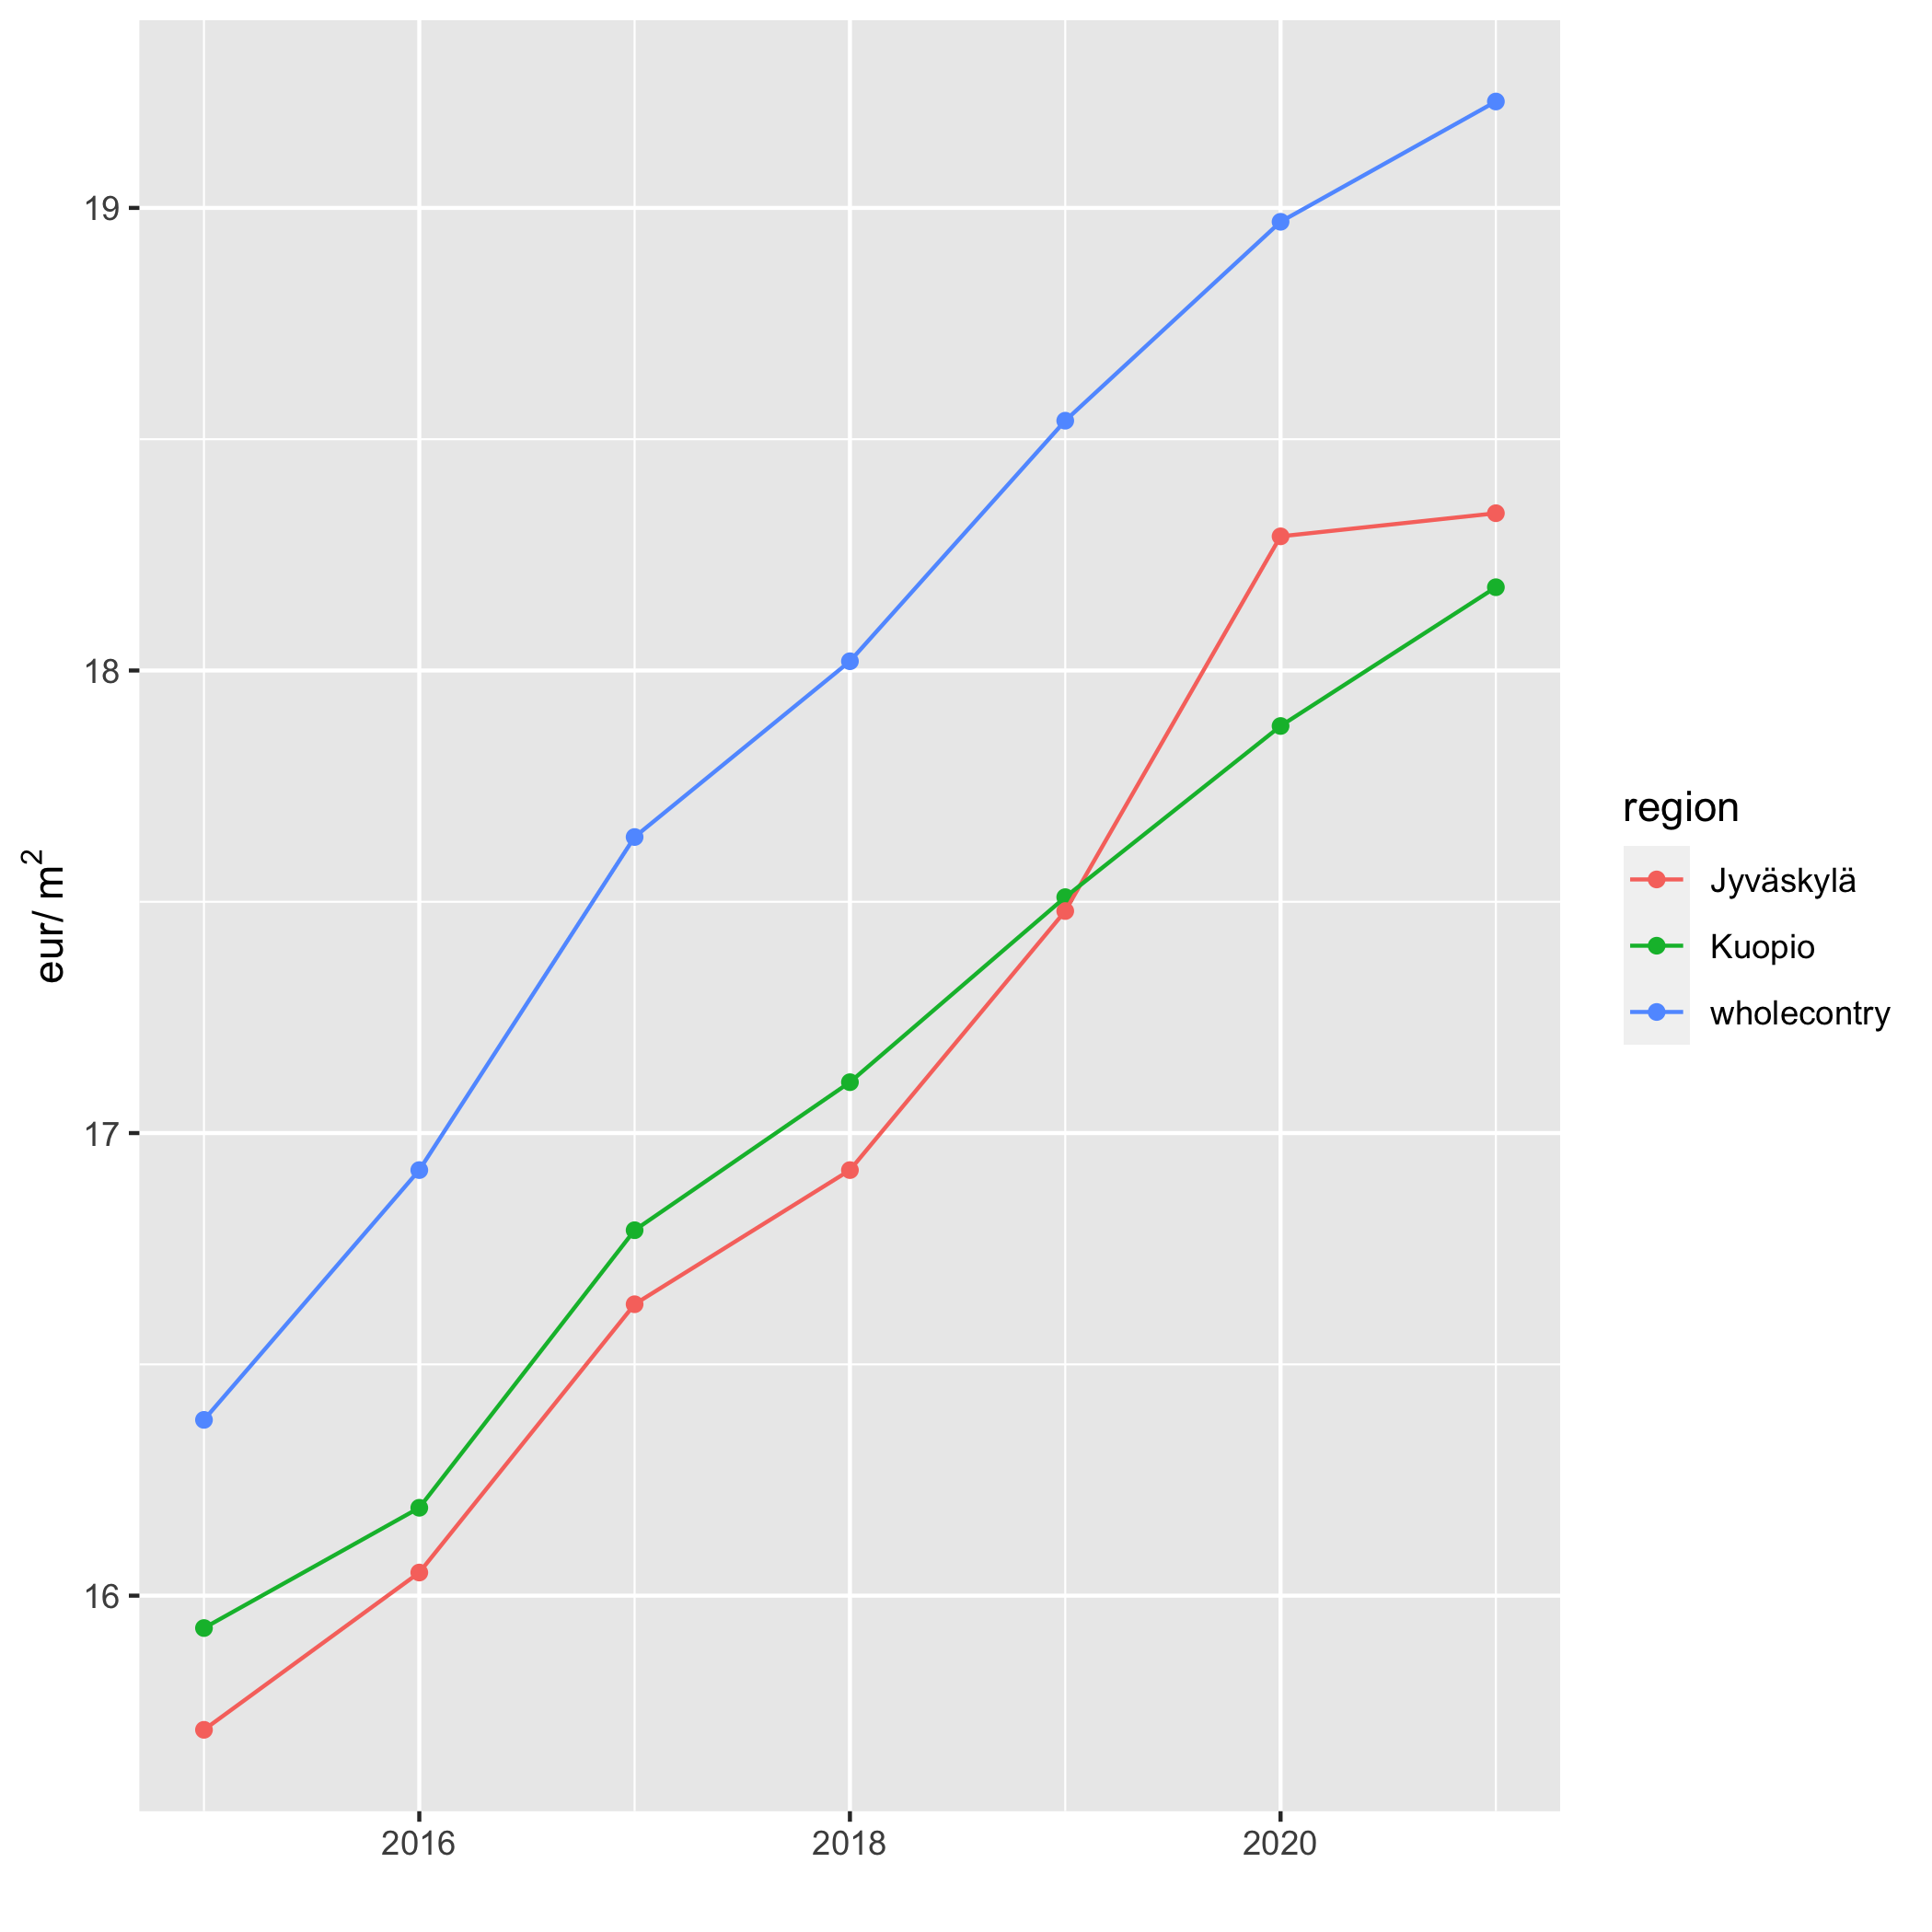 19
18
17
16
eur/ m²
2016
2018
2020
region
Jyväskylä
Kuopio
wholecontry